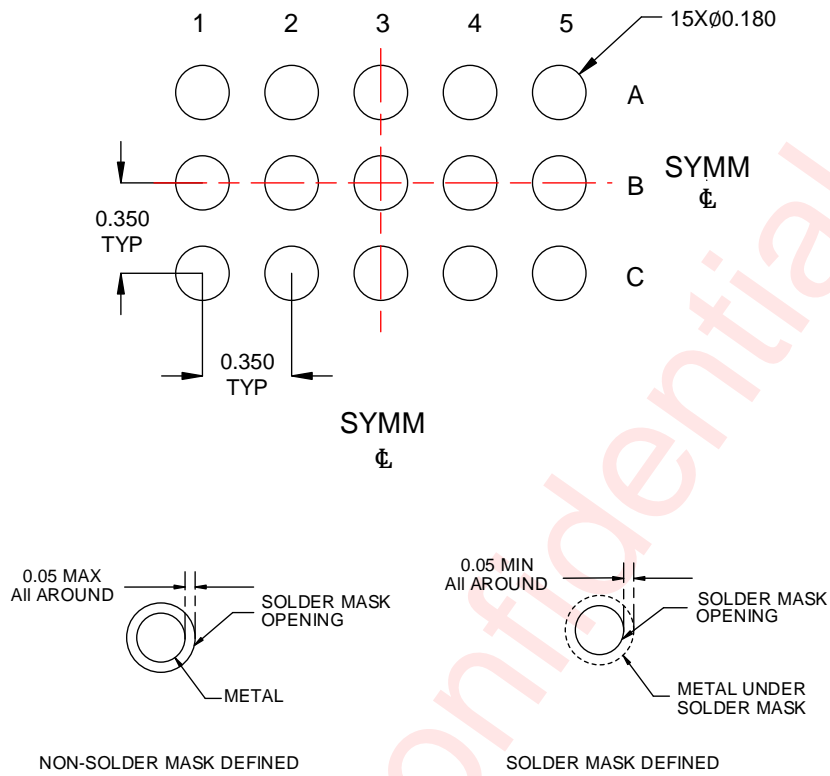 1 2 3 4 5
15XØ0.180
A
B
SYMM
℄
0.350
TYP
C
0.350
TYP
SYMM
℄
0.05 MAX
All AROUND
SOLDER MASK
OPENING
METAL
NON-SOLDER MASK DEFINED
0.05 MIN
All AROUND
SOLDER MASK
OPENING
METAL UNDER
SOLDER MASK
SOLDER MASK DEFINED
onfidential